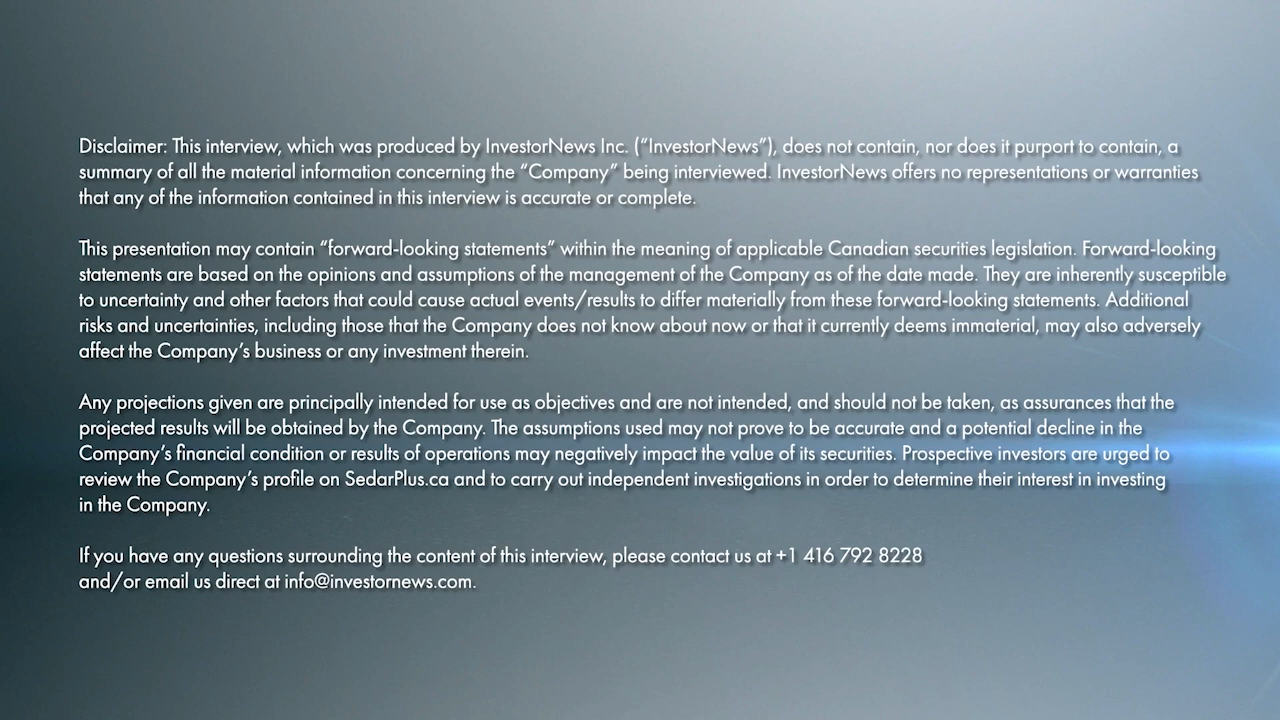 Disclaimer: This interview, which was produced by InvestorNews Inc. (“InvestorNews”), does not contain, nor does it purport to contain, a
summary of all the material information concerning the “Company” being interviewed. InvestorNews offers no representations or warranties
that any of the information contained in this interview is accurate or complete.
This presentation may contain “forward-looking statements” within the meaning of applicable Canadian securities legislation. Forward-looking
statements are based on the opinions and assumptions of the management of the Company as of the date made. They are inherently susceptible
to uncertainty and other factors that could cause actual events/results to differ materially from these forward-looking statements. Additional
risks and uncertainties, including those that the Company does not know about now or that it currently deems immaterial, may also adversely
affect the Company’s business or any investment therein.
Any projections given are principally intended for use as objectives and are not intended, and should not be taken, as assurances that the
projected results will be obtained by the Company. The assumptions used may not prove to be accurate and a potential decline in the
Company’s financial condition or results of operations may negatively impact the value of its securities. Prospective investors are urged to
review the Company’s profile on SedarPlus.ca and to carry out independent investigations in order to determine their interest in investing
in the Company.
If you have any questions surrounding the content of this interview, please contact us at +1 416 792 8228
and/or email us direct at info@investornews.com.